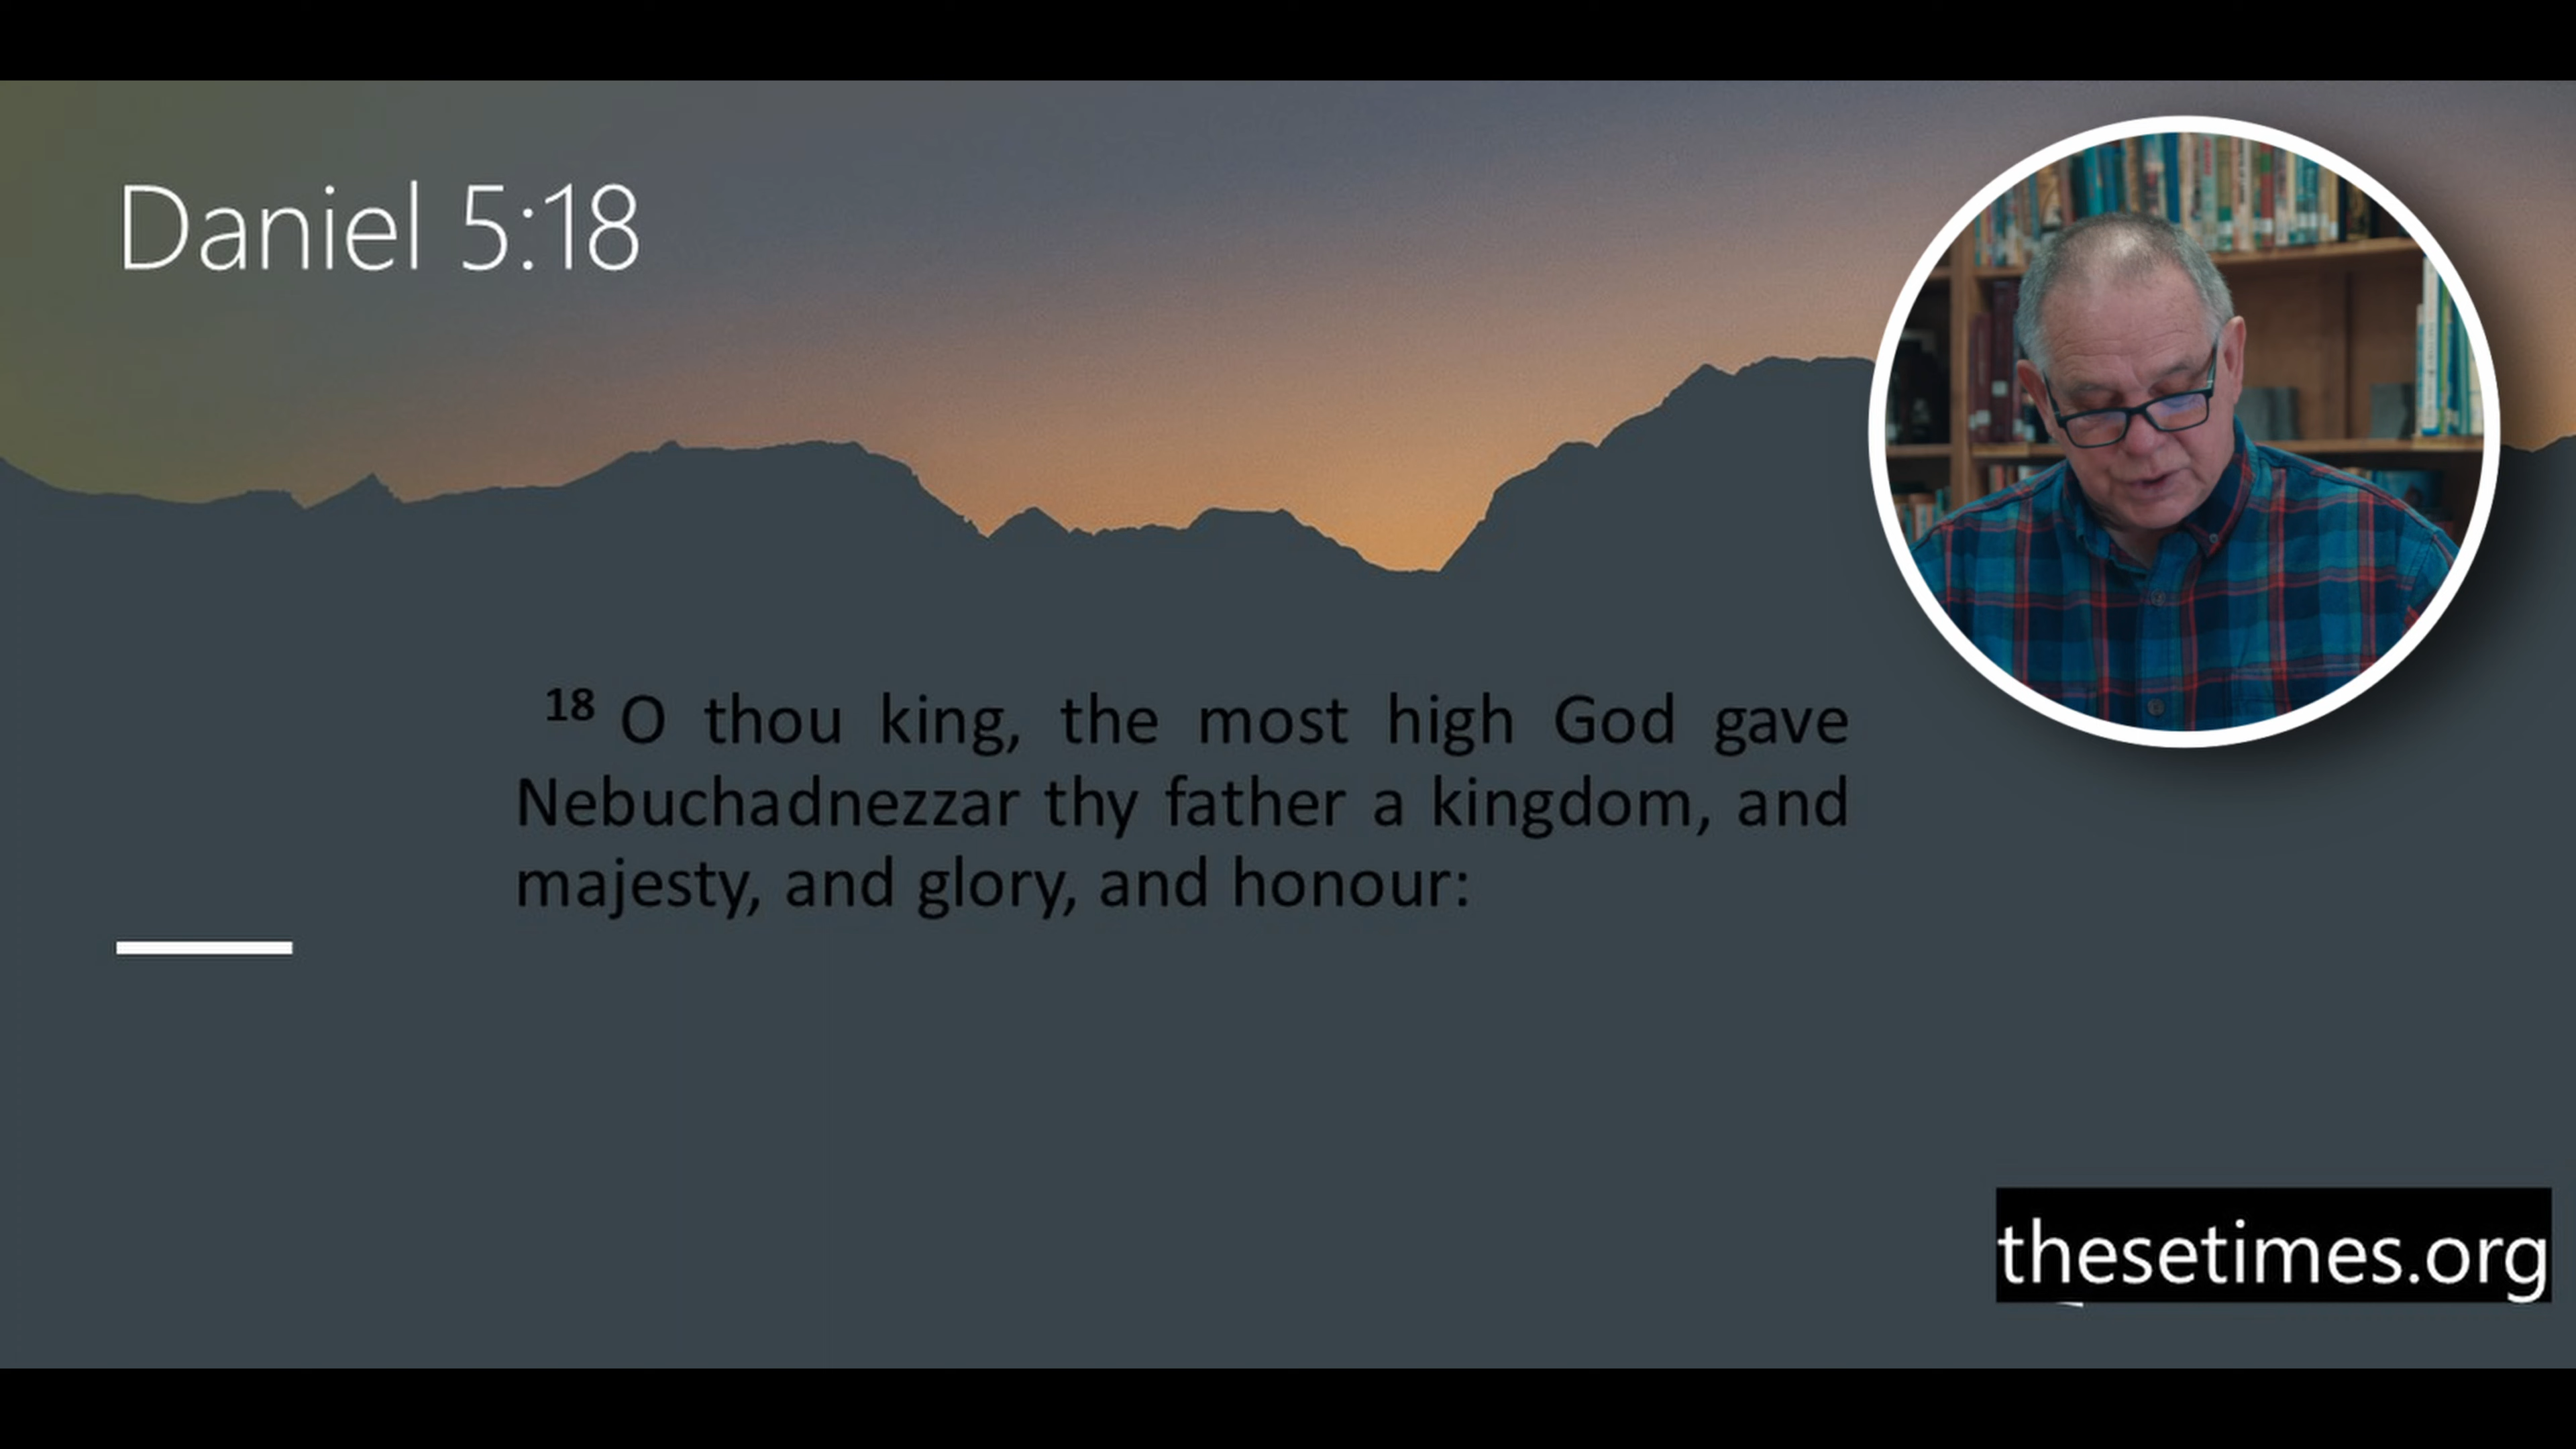 Daniel 5:18
18 O thou king, the most high God gave
Nebuchadnezzar thy father a kingdom, and
majesty, and glory, and honour:
thesetimes.org